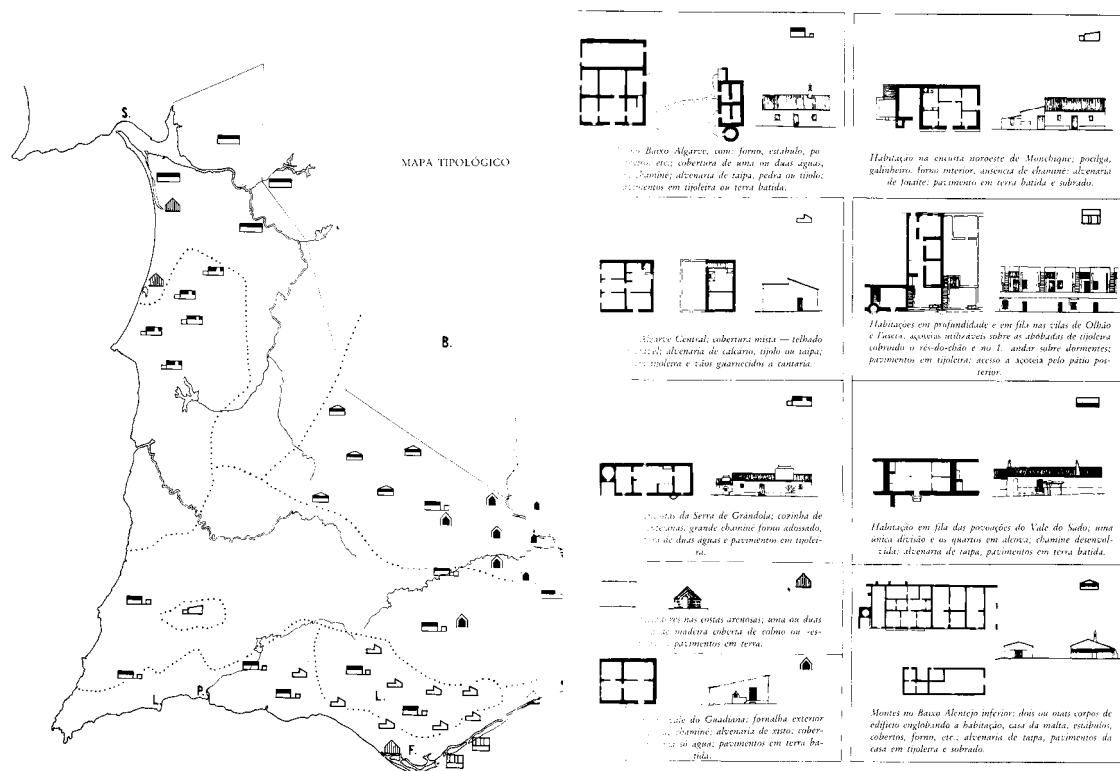 S.
MAPA TIPOLÓGICO
B.
L.
P.
L.
F.
Baixo Algarve, com: forno, estábulo, po-
etc; cobertura de uma ou duas águas,
chaminé; alvenaria de taipa, pedra ou tijolo;
em tijoleira ou terra batida.
Habitação na encosta noroeste de Monchique; pocilga,
galinheiro, forno interior, ausência de chaminé; alvenaria
de foiaíte; pavimento em terra batida e sobrado.
Algarve Central; cobertura mista — telhado
alvenaria de calcário, tijolo ou taipa;
tijoleira e vãos guarnecidos a cantaria.
Habitações em profundidade e em fila nas vilas de Olhão
e Fuseta, açoteias utilizáveis sobre as abóbadas de tijoleira
cobrindo o rés-do-chão e no 1. andar sobre dormentes;
pavimentos em tijoleira; acesso a açoteia pelo pátio pos-
terior.
da Serra de Grândola; cozinha de
grande chaminé forno adossado,
de duas águas e pavimentos em tijolei-
ra.
Habitação em fila das povoações do Vale do Sado; uma
única divisão e os quartos em alcova; chaminé desenvol-
vida; alvenaria de taipa, pavimentos em terra batida.
nas costas arenosas; uma ou duas
de madeira coberta de colmo ou
pavimentos em terra.
do Guadiana; fornalha exterior
chaminé; alvenaria de xisto; cober-
só água; pavimentos em terra ba-
tida.
Montes no Baixo Alentejo inferior; dois ou mais corpos de
edifício englobando a habitação, casa da malta, estábulos,
cobertos, forno, etc.; alvenaria de taipa, pavimentos da
casa em tijoleira e sobrado.